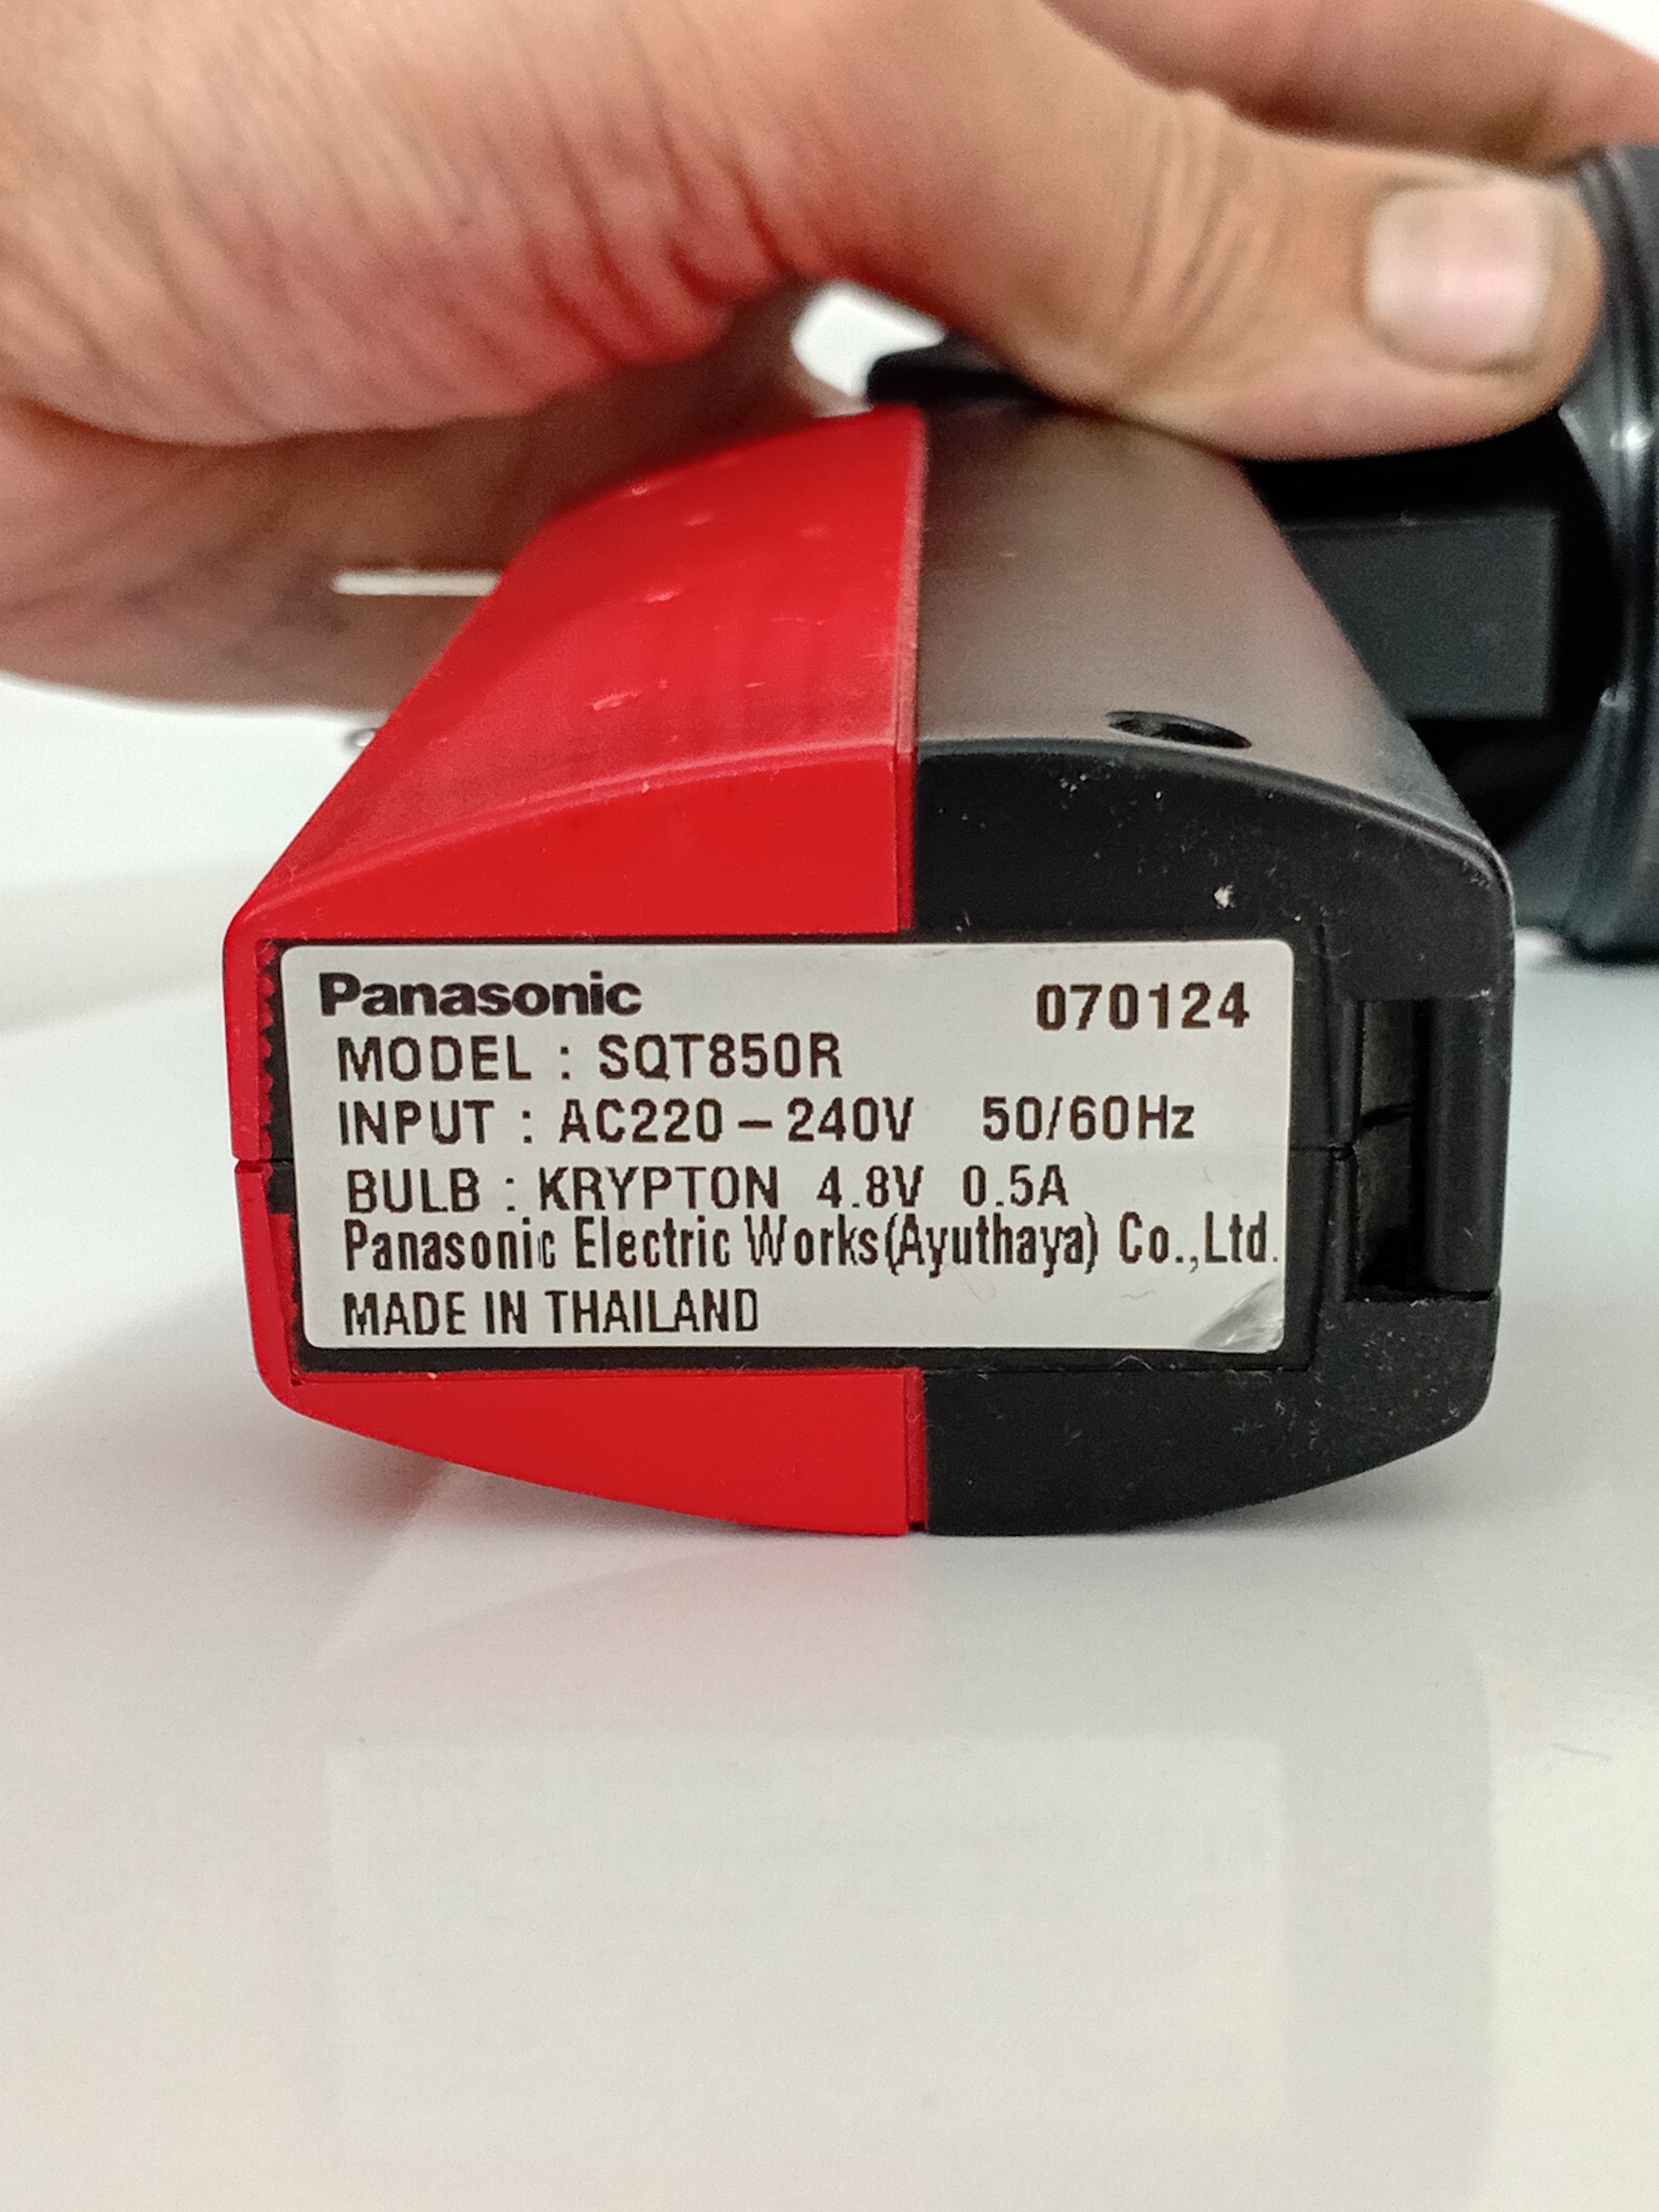 Panasonic 070124
MODEL : SQT850R
INPUT : AC220-240V 50/60Hz
BULB : KRYPTON 4.8V 0.5A
Panasonic Electric Works(Ayuthaya) Co.,Ltd.
MADE IN THAILAND